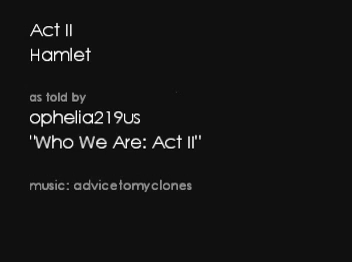 Act II
Hamlet
as told by
ophelia219us
"Who We Are: Act II"
music: advicetomyclones